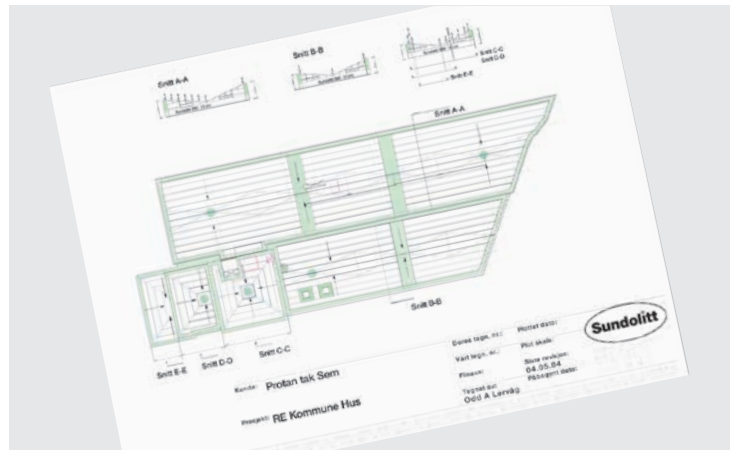 Snitt A-A
Snitt B-B
Snitt C-C
Snitt D-D
Snitt E-E
Snitt A-A
Snitt B-B
Snitt E-E
Snitt D-D
Snitt C-C
Kunde: Protan tak Sem
Prosjekt: RE Kommune Hus
Deres tegn. nr.:
Plottet dato:
Vårt tegn. nr.:
Plot skala:
Filnavn:
Siste revisjon:
04.05.04
Tegnet av:
Påbegynt dato:
Odd A Lervåg
Sundolitt